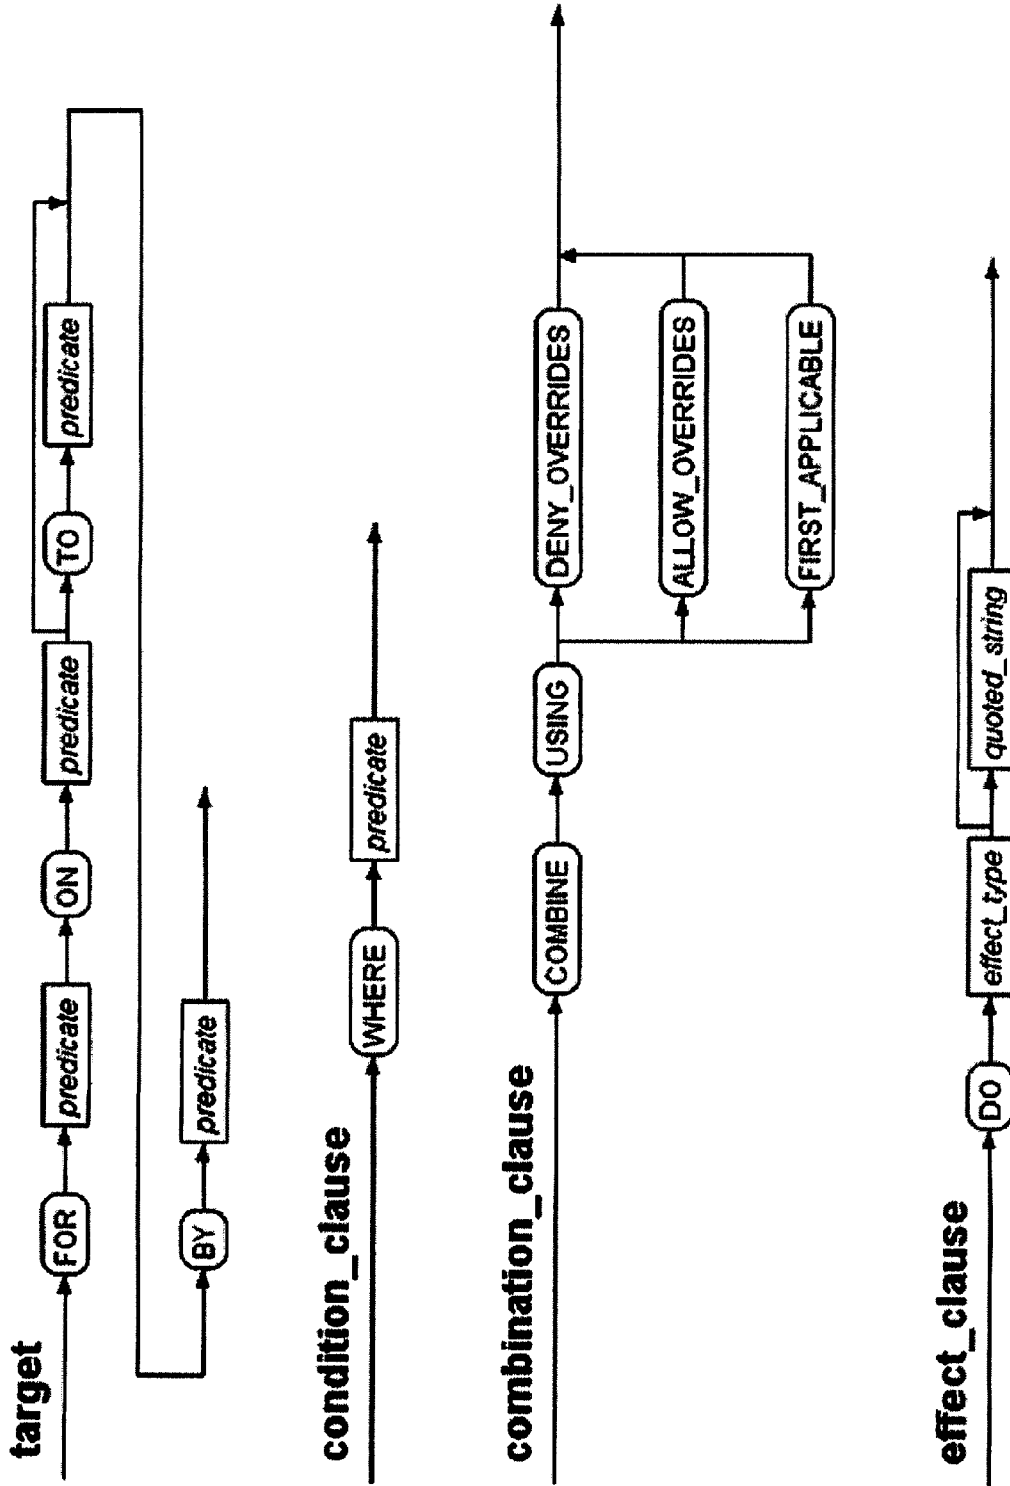 target
FOR predicate ON predicate TO predicate
BY predicate
condition_clause
WHERE predicate
combination_clause
COMBINE USING DENY_OVERRIDES
ALLOW_OVERRIDES
FIRST_APPLICABLE
effect_clause
DO effect_type quoted_string